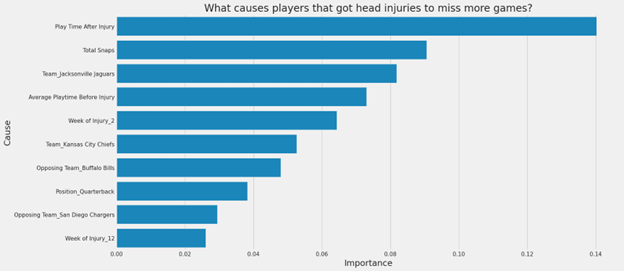 What causes players that got head injuries to miss more games?
Play Time After Injury
Total Snaps
Team_Jacksonville Jaguars
Average Playtime Before Injury
Week of Injury_2
Team_Kansas City Chiefs
Opposing Team_Buffalo Bills
Position_Quarterback
Opposing Team_San Diego Chargers
Week of Injury_12
Cause
0.00 0.02 0.04 0.06 0.08 0.10 0.12 0.14
Importance